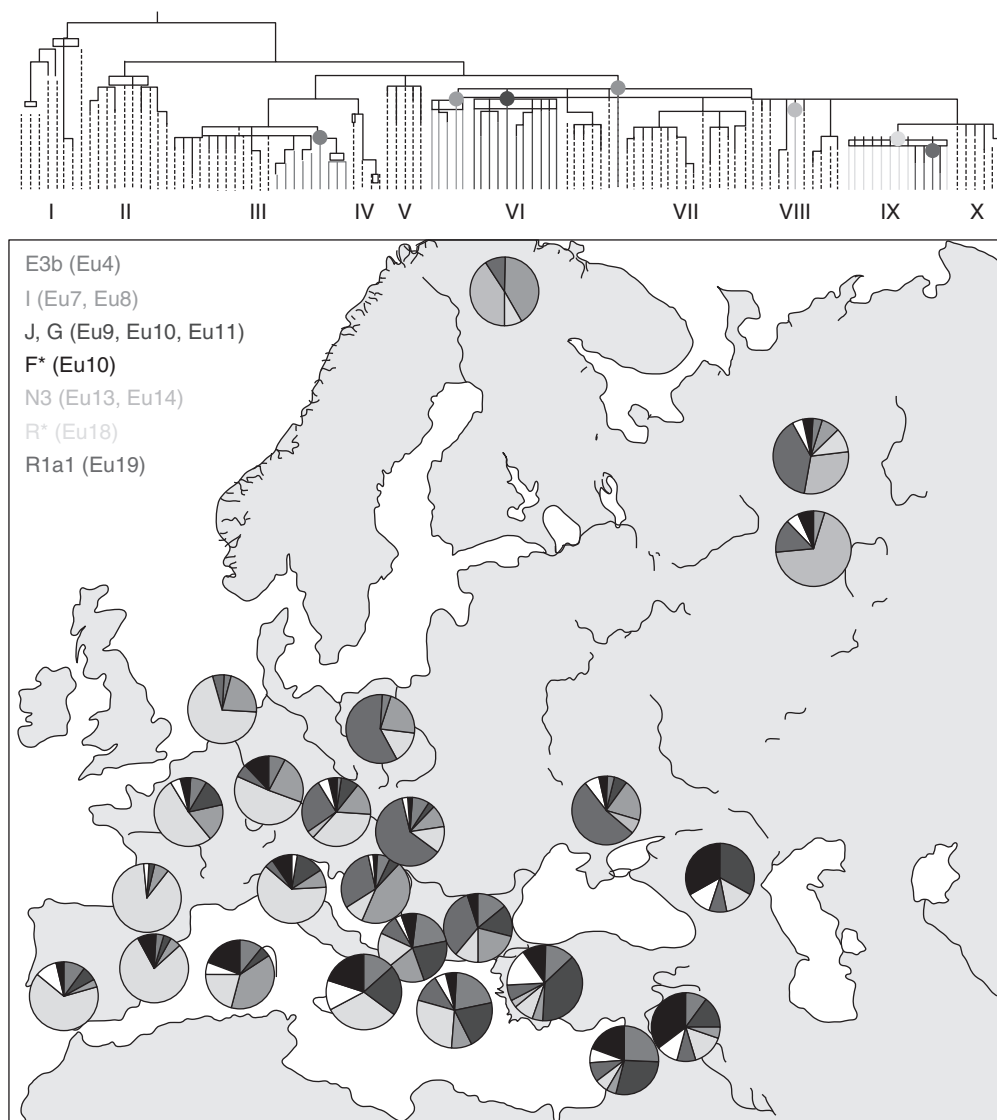 I II III IV V VI VII VIII IX X
E3b (Eu4)
I (Eu7, Eu8)
J, G (Eu9, Eu10, Eu11)
F* (Eu10)
N3 (Eu13, Eu14)
R* (Eu18)
R1a1 (Eu19)